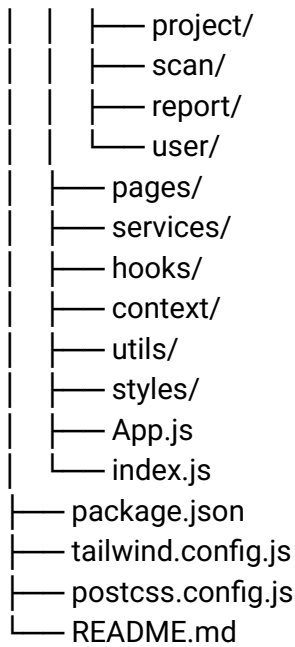 │   │   ├── project/
│   │   ├── scan/
│   │   ├── report/
│   │   └── user/
│   ├── pages/
│   ├── services/
│   ├── hooks/
│   ├── context/
│   ├── utils/
│   ├── styles/
│   ├── App.js
│   └── index.js
├── package.json
├── tailwind.config.js
├── postcss.config.js
└── README.md